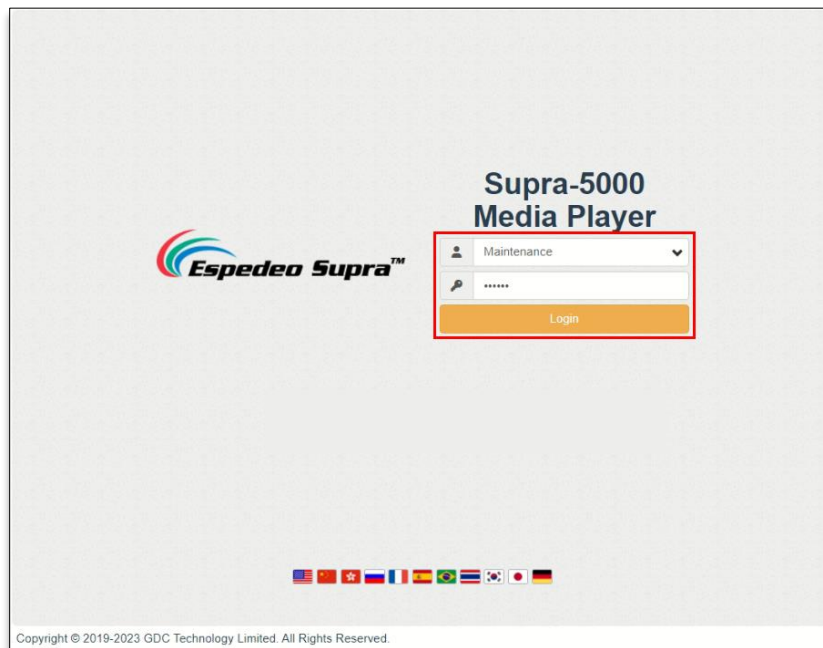 Supra-5000
Media Player
Espedeo Supra™
Maintenance
••••••
Login
Copyright © 2019-2023 GDC Technology Limited. All Rights Reserved.